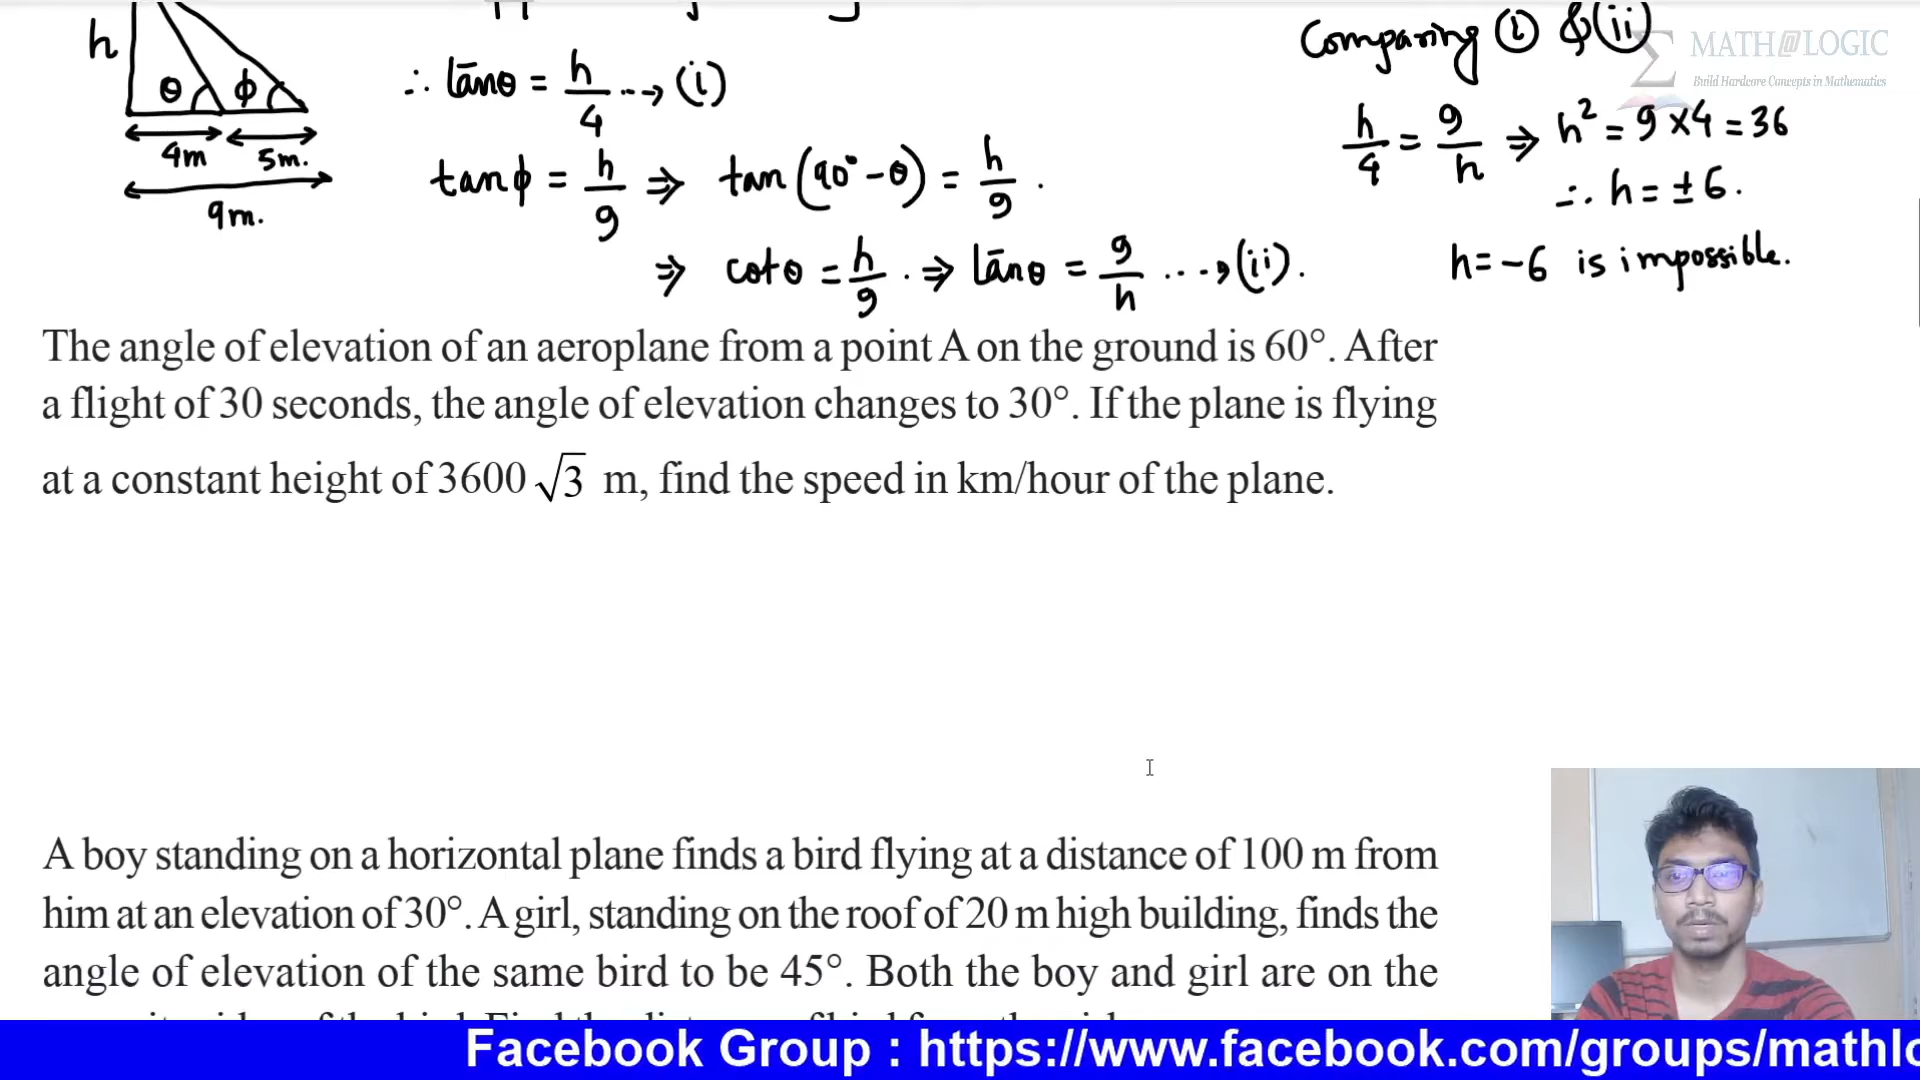 h
θ ϕ
4m 5m.
9m.
∴ tanθ = h/4 --→ (i)
tanϕ = h/9 ⇒ tan(90° - θ) = h/9 .
⇒ cotθ = h/9 . ⇒ tanθ = 9/h ---→ (ii).
Comparing (i) & (ii)
h/4 = 9/h ⇒ h² = 9 × 4 = 36
∴ h = ± 6.
h = -6 is impossible.
MATH@LOGIC
Build Hardcore Concepts in Mathematics
The angle of elevation of an aeroplane from a point A on the ground is 60°. After
a flight of 30 seconds, the angle of elevation changes to 30°. If the plane is flying
at a constant height of 3600 √3 m, find the speed in km/hour of the plane.
A boy standing on a horizontal plane finds a bird flying at a distance of 100 m from
him at an elevation of 30°. A girl, standing on the roof of 20 m high building, finds the
angle of elevation of the same bird to be 45°. Both the boy and girl are on the
Facebook Group : https://www.facebook.com/groups/mathlo